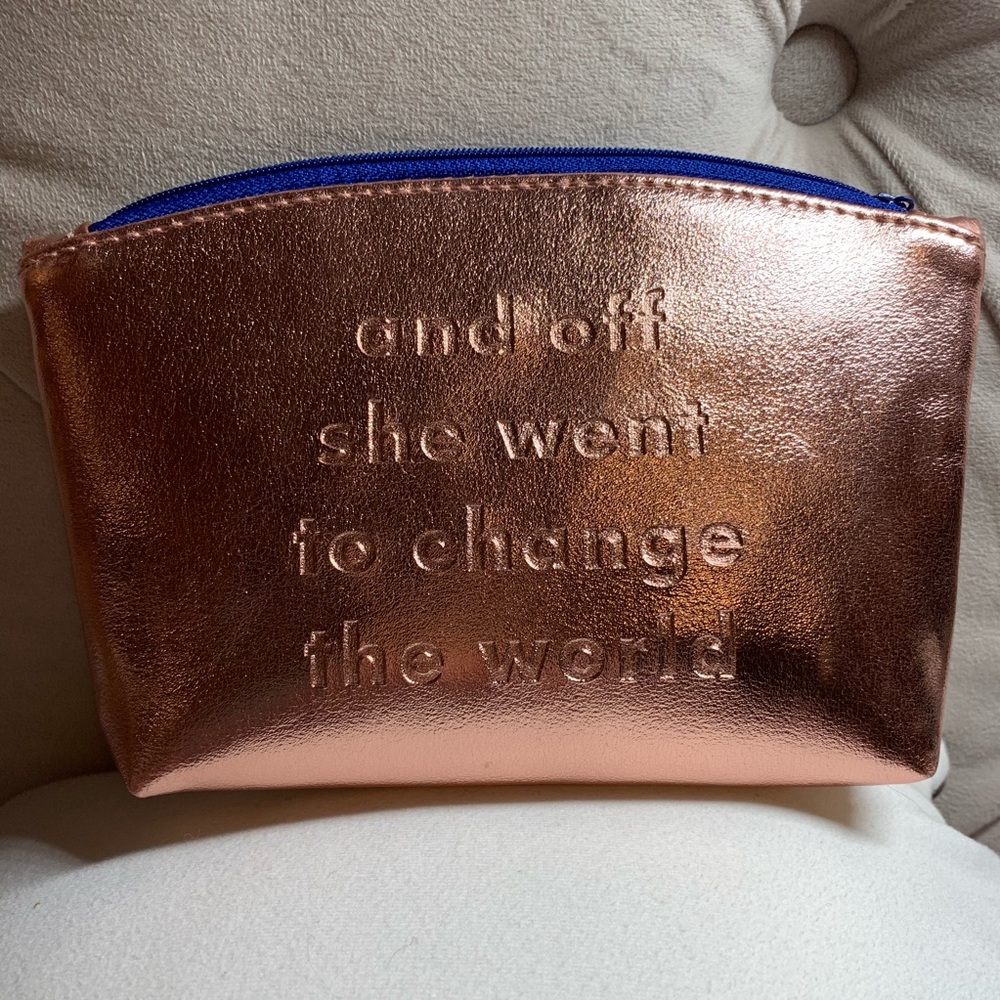 and off
she went
to change
the world